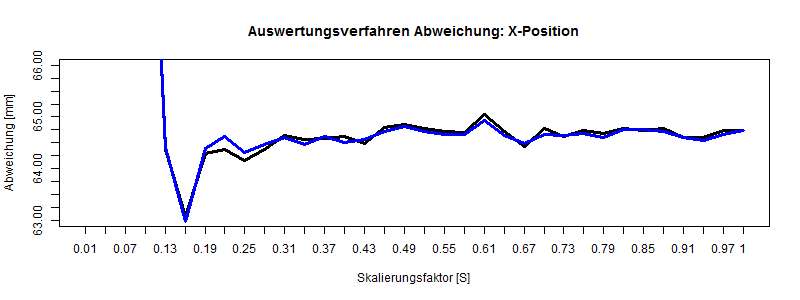 Auswertungsverfahren Abweichung: X-Position
Abweichung [mm]
66.00
65.00
64.00
63.00
0.01 0.07 0.13 0.19 0.25 0.31 0.37 0.43 0.49 0.55 0.61 0.67 0.73 0.79 0.85 0.91 0.97 1
Skalierungsfaktor [S]